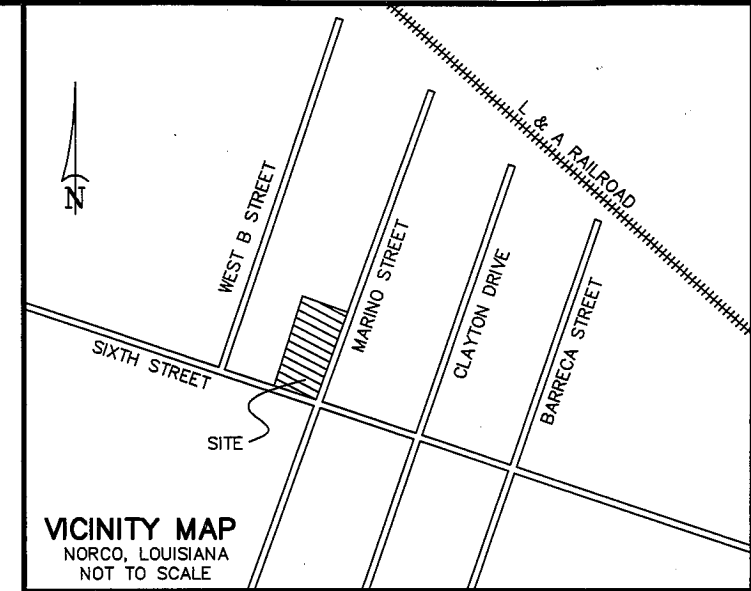 L & A RAILROAD
N
WEST B STREET
MARINO STREET
CLAYTON DRIVE
BARRECA STREET
SIXTH STREET
SITE
VICINITY MAP
NORCO, LOUISIANA
NOT TO SCALE